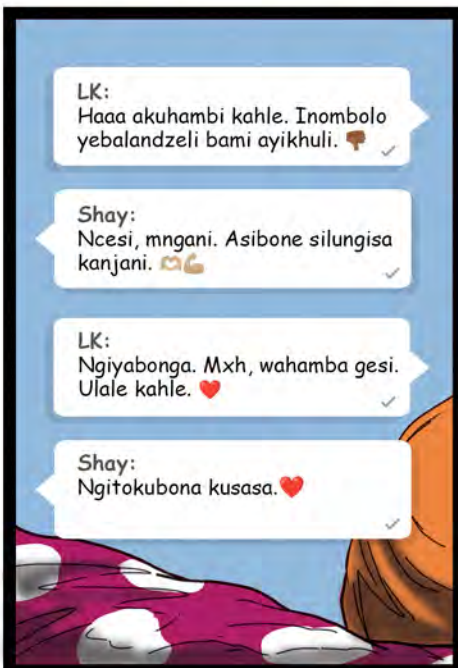 LK:
Haaa akuhambi kahle. Inombolo
yebalandzeli bami ayikhuli. 👎🏾
Shay:
Ncesi, mngani. Asibone silungisa
kanjani. 🫶🏼💪🏼
LK:
Ngiyabonga. Mxh, wahamba gesi.
Ulale kahle. ❤️
Shay:
Ngitokubona kusasa.❤️